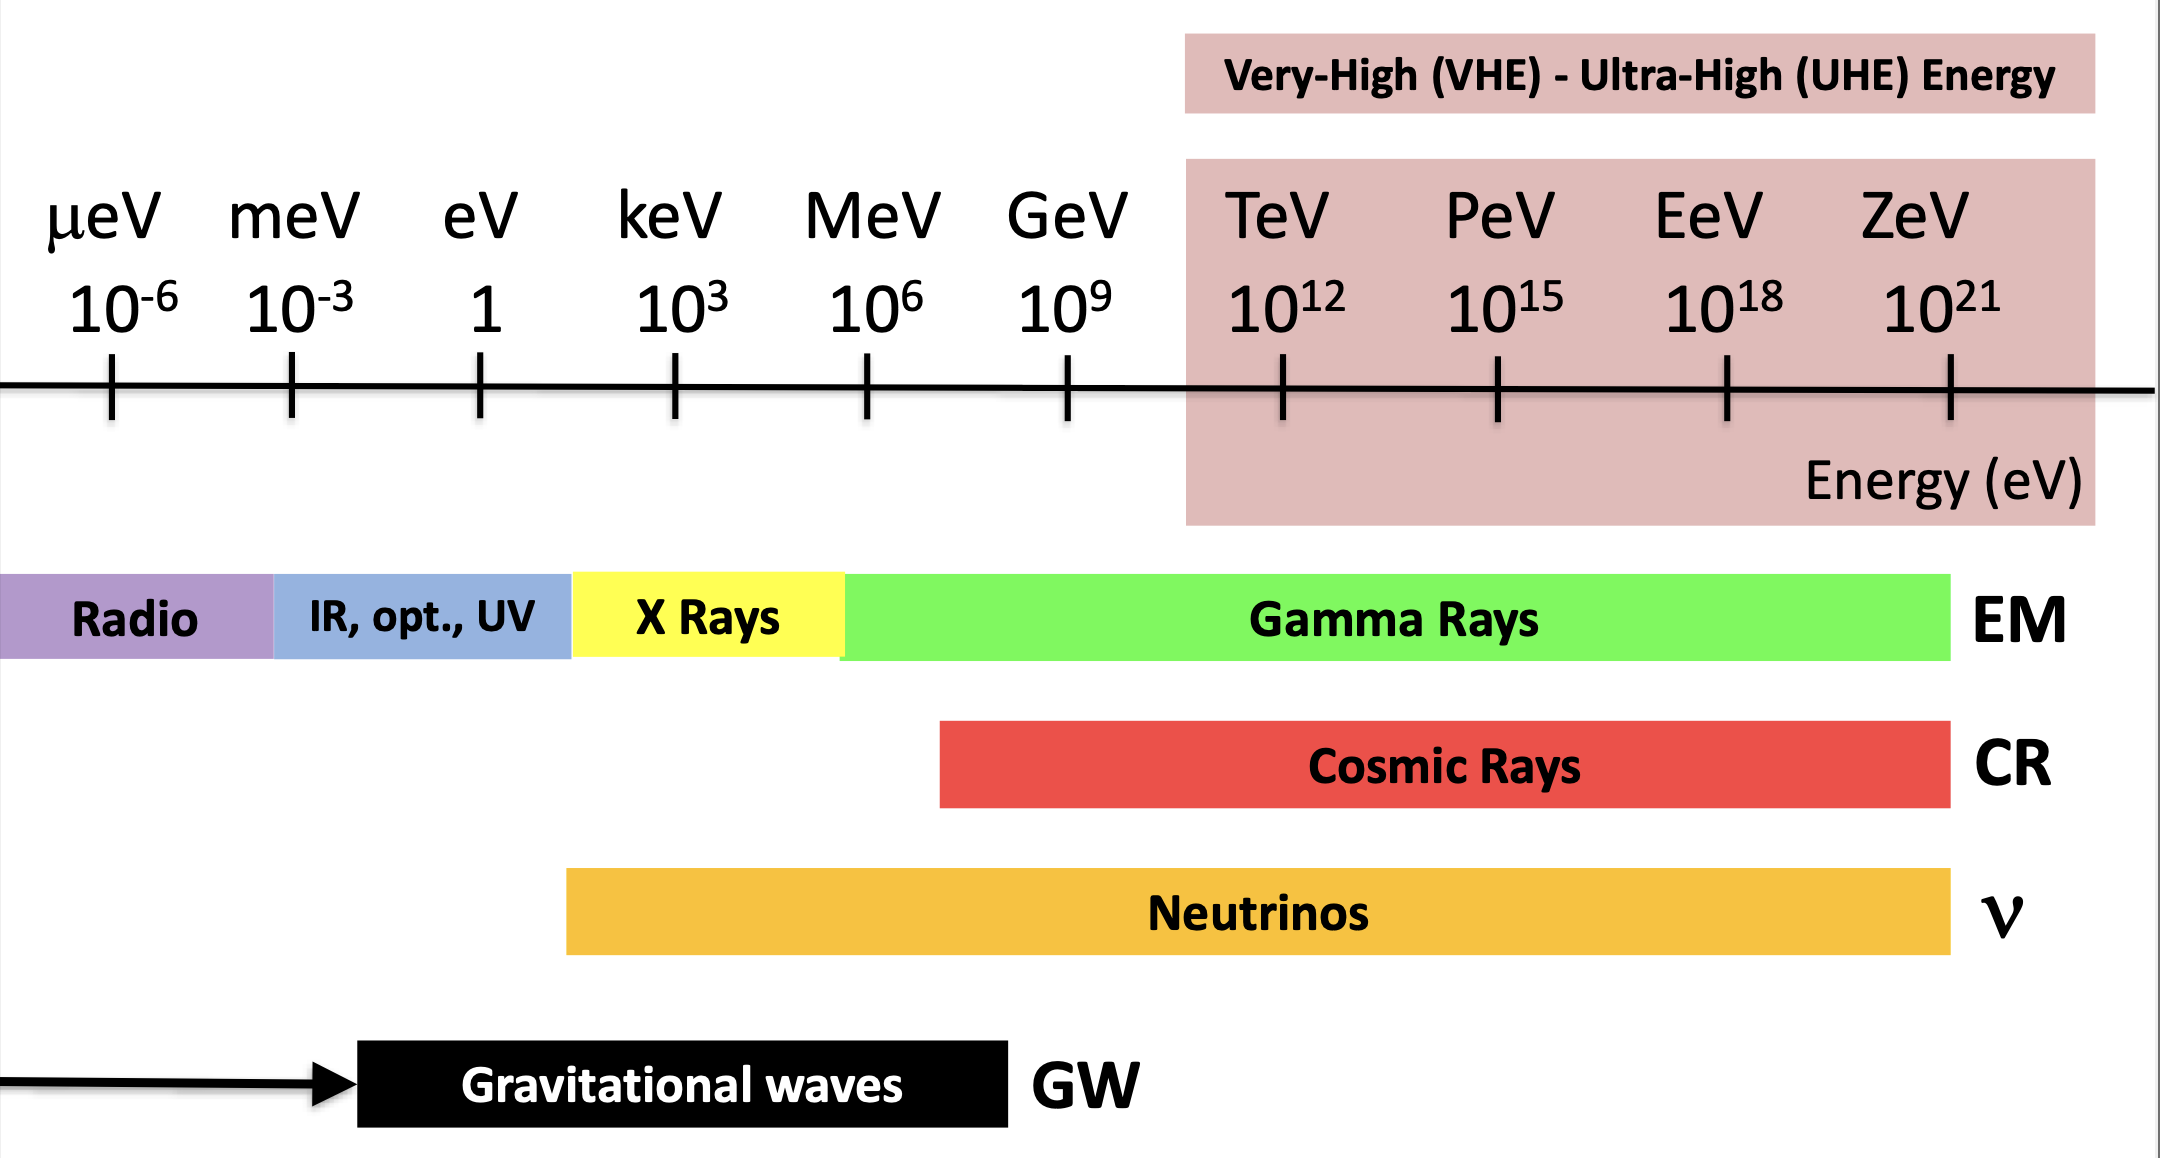 Very-High (VHE) - Ultra-High (UHE) Energy
μeV meV eV keV MeV GeV TeV PeV EeV ZeV
10⁻⁶ 10⁻³ 1 10³ 10⁶ 10⁹ 10¹² 10¹⁵ 10¹⁸ 10²¹
Energy (eV)
Radio IR, opt., UV X Rays Gamma Rays EM
Cosmic Rays CR
Neutrinos ν
Gravitational waves GW